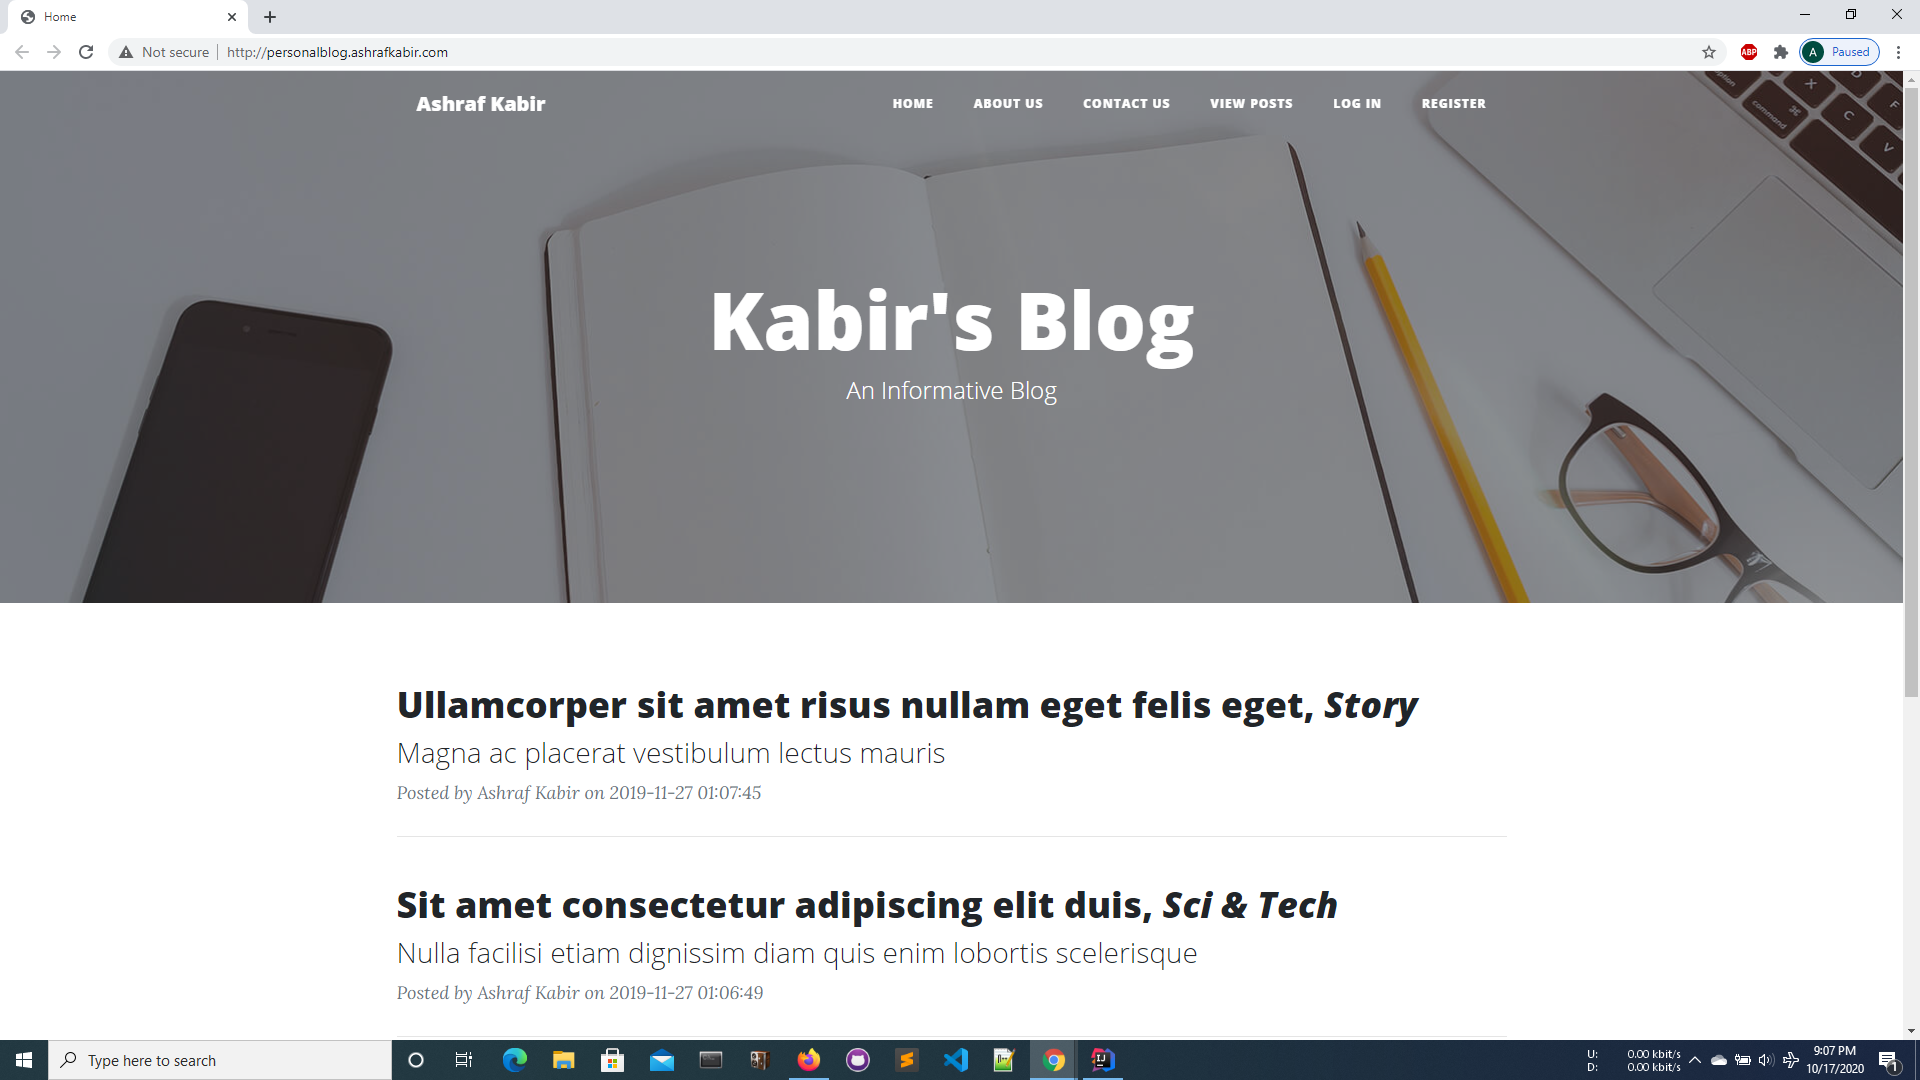 Home
Not secure
http://personalblog.ashrafkabir.com
ABP
A
Paused
Ashraf Kabir
HOME
ABOUT US
CONTACT US
VIEW POSTS
LOG IN
REGISTER
command
X
C
V
D
F
Kabir's Blog
An Informative Blog
Ullamcorper sit amet risus nullam eget felis eget, Story
Magna ac placerat vestibulum lectus mauris
Posted by Ashraf Kabir on 2019-11-27 01:07:45
Sit amet consectetur adipiscing elit duis, Sci & Tech
Nulla facilisi etiam dignissim diam quis enim lobortis scelerisque
Posted by Ashraf Kabir on 2019-11-27 01:06:49
Type here to search
U: 0.00 kbit/s
D: 0.00 kbit/s
9:07 PM
10/17/2020
1